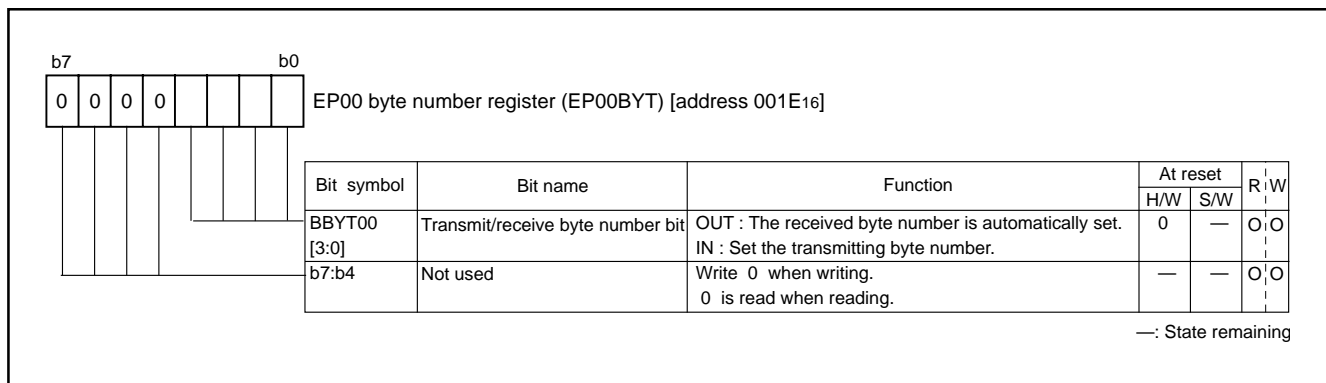 b7 b0
0 0 0 0 EP00 byte number register (EP00BYT) [address 001E16]
Bit symbol Bit name Function At reset R W
H/W S/W
BBYT00 Transmit/receive byte number bit OUT : The received byte number is automatically set. 0 — O O
[3:0] IN : Set the transmitting byte number.
b7:b4 Not used Write 0 when writing. — — O O
0 is read when reading.
—: State remaining